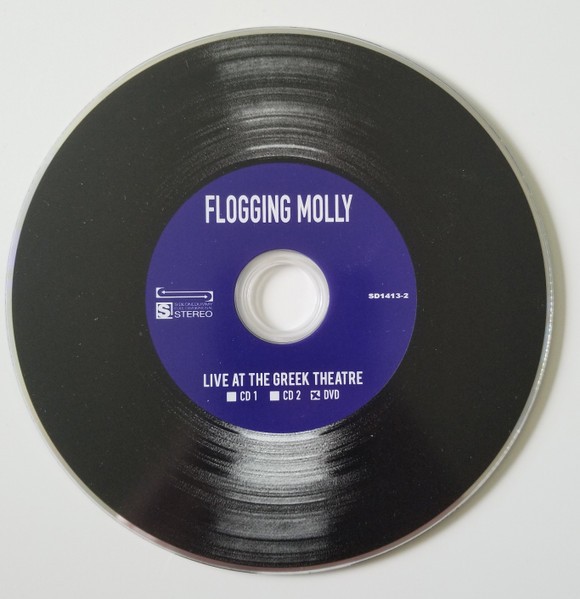 FLOGGING MOLLY
SD1413-2
S
STEREO
LIVE AT THE GREEK THEATRE
CD 1 CD 2 DVD